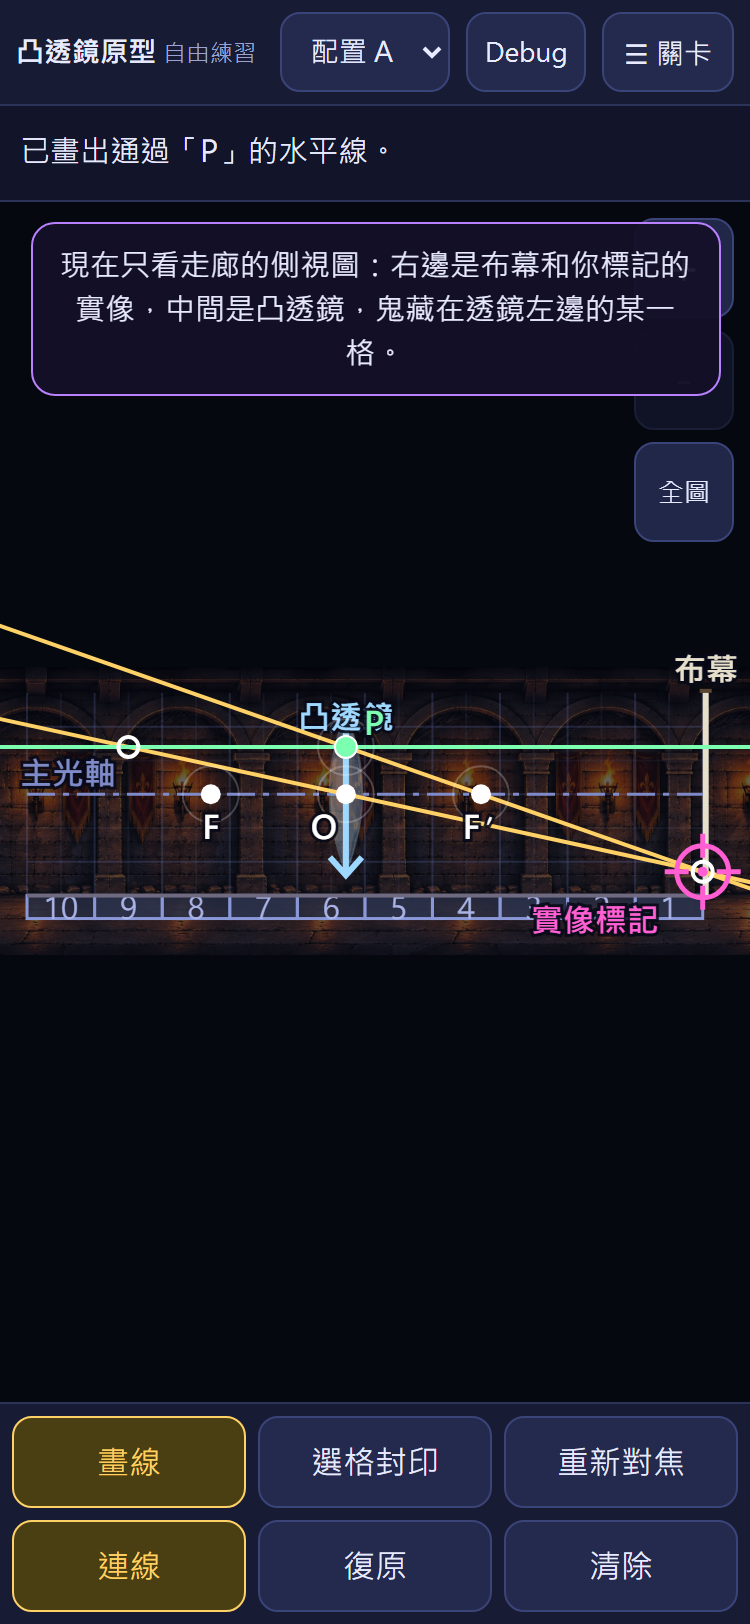 凸透鏡原型 自由練習 配置 A Debug ☰ 關卡
已畫出通過「P」的水平線。
現在只看走廊的側視圖：右邊是布幕和你標記的
實像，中間是凸透鏡，鬼藏在透鏡左邊的某一
格。
全圖
布幕
凸透鏡
P
主光軸
F O F′
10 9 8 7 6 5 4 3 2 1
實像標記
畫線 選格封印 重新對焦
連線 復原 清除